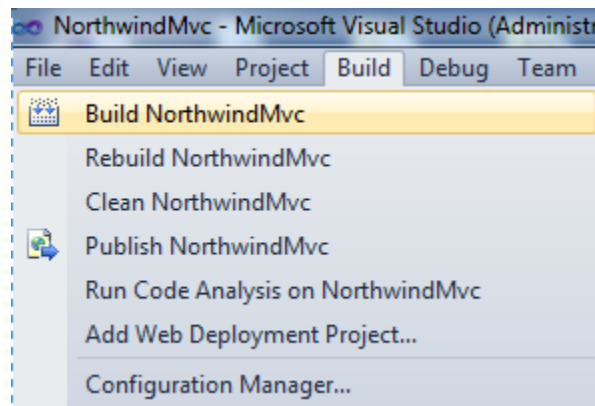 NorthwindMvc - Microsoft Visual Studio (Administr
File Edit View Project Build Debug Team
Build NorthwindMvc
Rebuild NorthwindMvc
Clean NorthwindMvc
Publish NorthwindMvc
Run Code Analysis on NorthwindMvc
Add Web Deployment Project...
Configuration Manager...